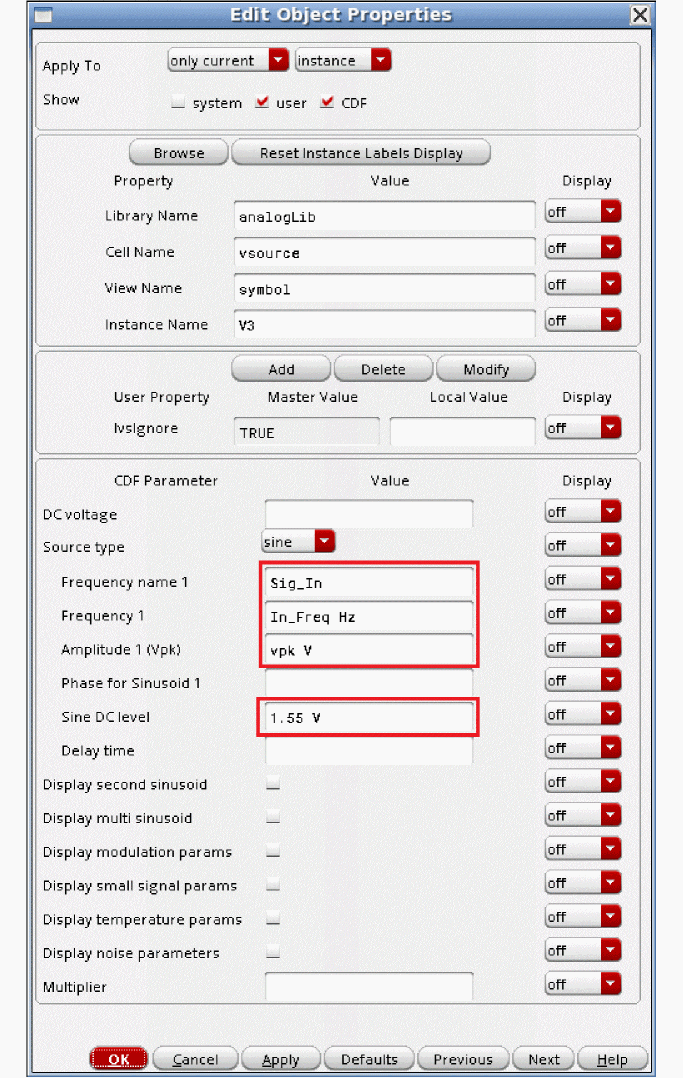 Edit Object Properties
Apply To only current instance
Show system user CDF
Browse Reset Instance Labels Display
Property Value Display
Library Name analogLib off
Cell Name vsource off
View Name symbol off
Instance Name V3 off
Add Delete Modify
User Property Master Value Local Value Display
lvsIgnore TRUE off
CDF Parameter Value Display
DC voltage off
Source type sine off
Frequency name 1 Sig_In off
Frequency 1 In_Freq Hz off
Amplitude 1 (Vpk) vpk V off
Phase for Sinusoid 1 off
Sine DC level 1.55 V off
Delay time off
Display second sinusoid off
Display multi sinusoid off
Display modulation params off
Display small signal params off
Display temperature params off
Display noise parameters off
Multiplier off
OK Cancel Apply Defaults Previous Next Help